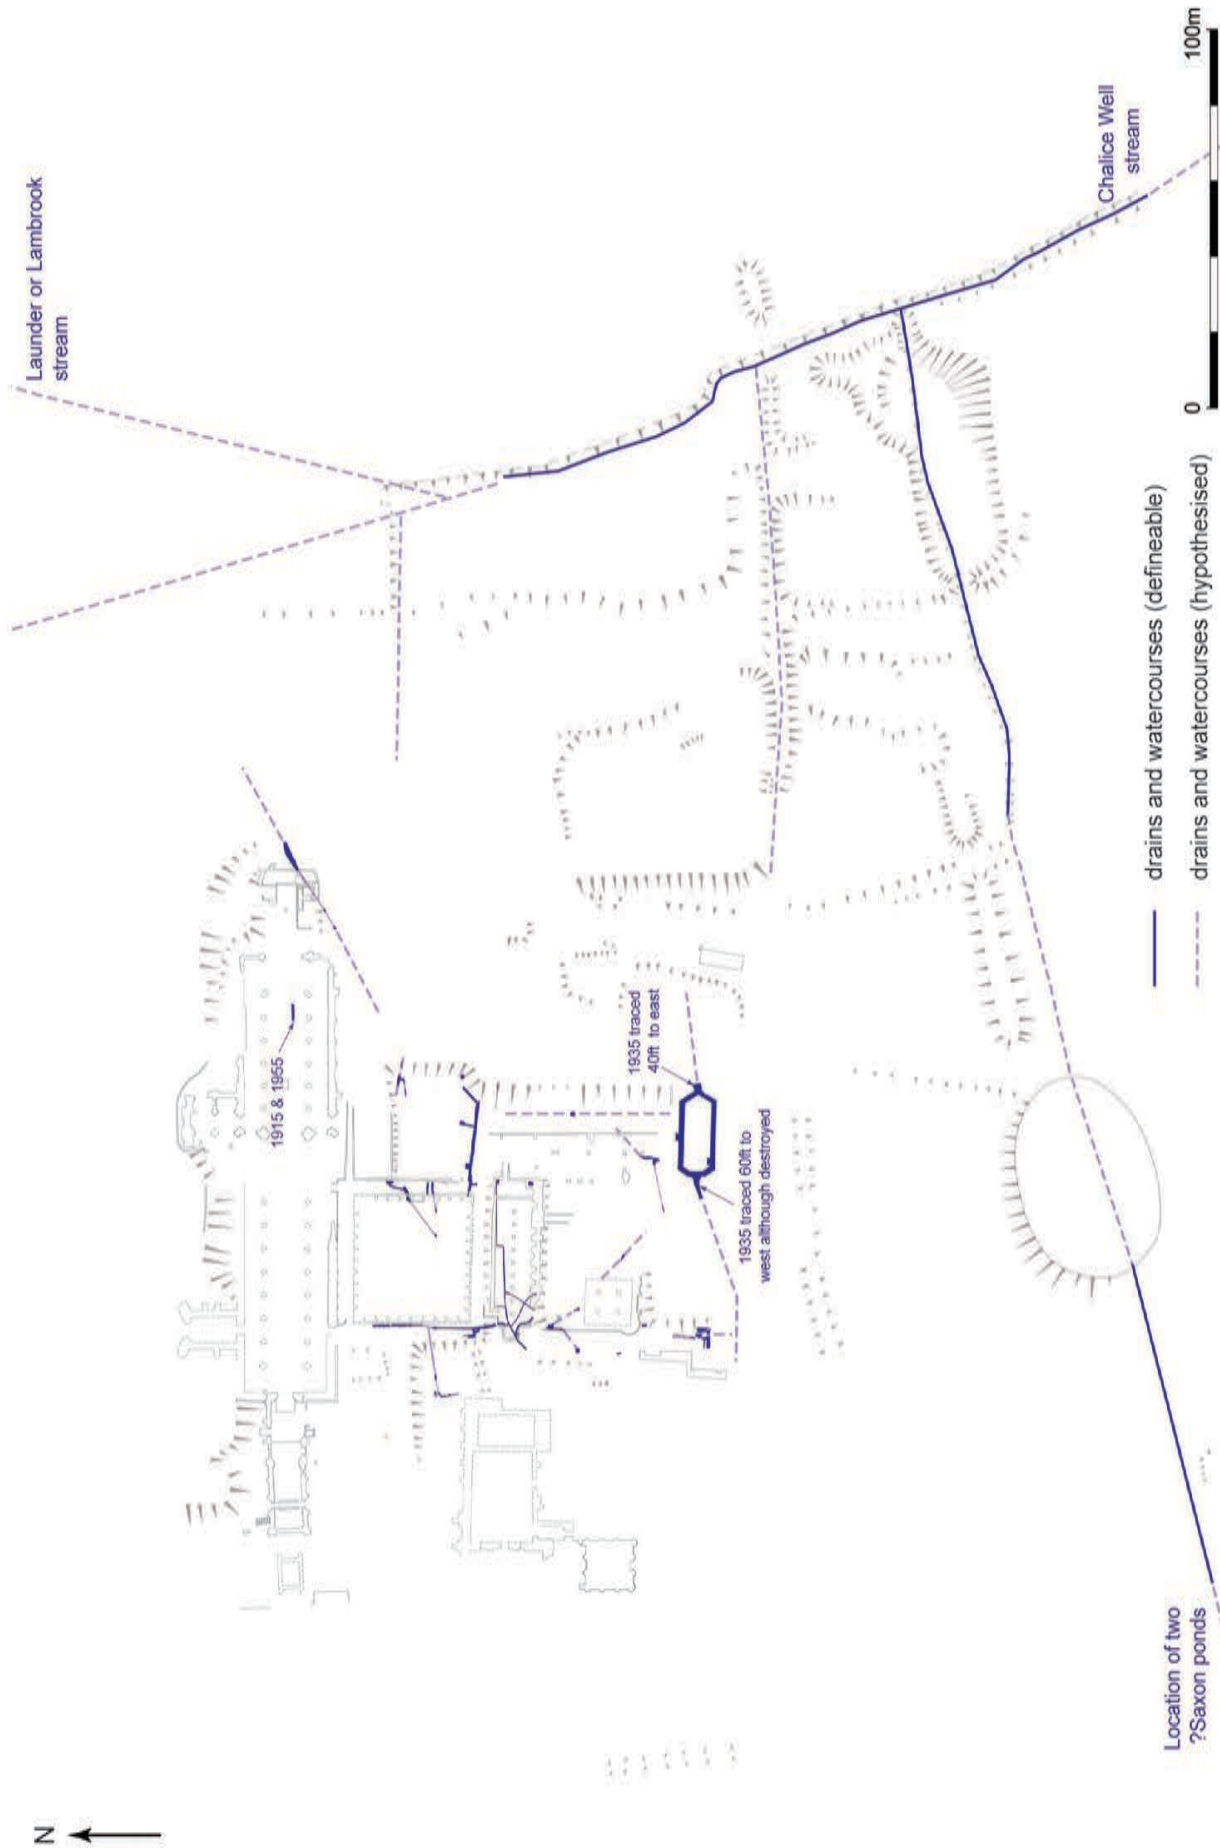 N
Launder or Lambrook
stream
1915 & 1955
1935 traced
40ft to east
1935 traced 60ft to
west although destroyed
Chalice Well
stream
Location of two
?Saxon ponds
drains and watercourses (defineable)
drains and watercourses (hypothesised)
0
100m